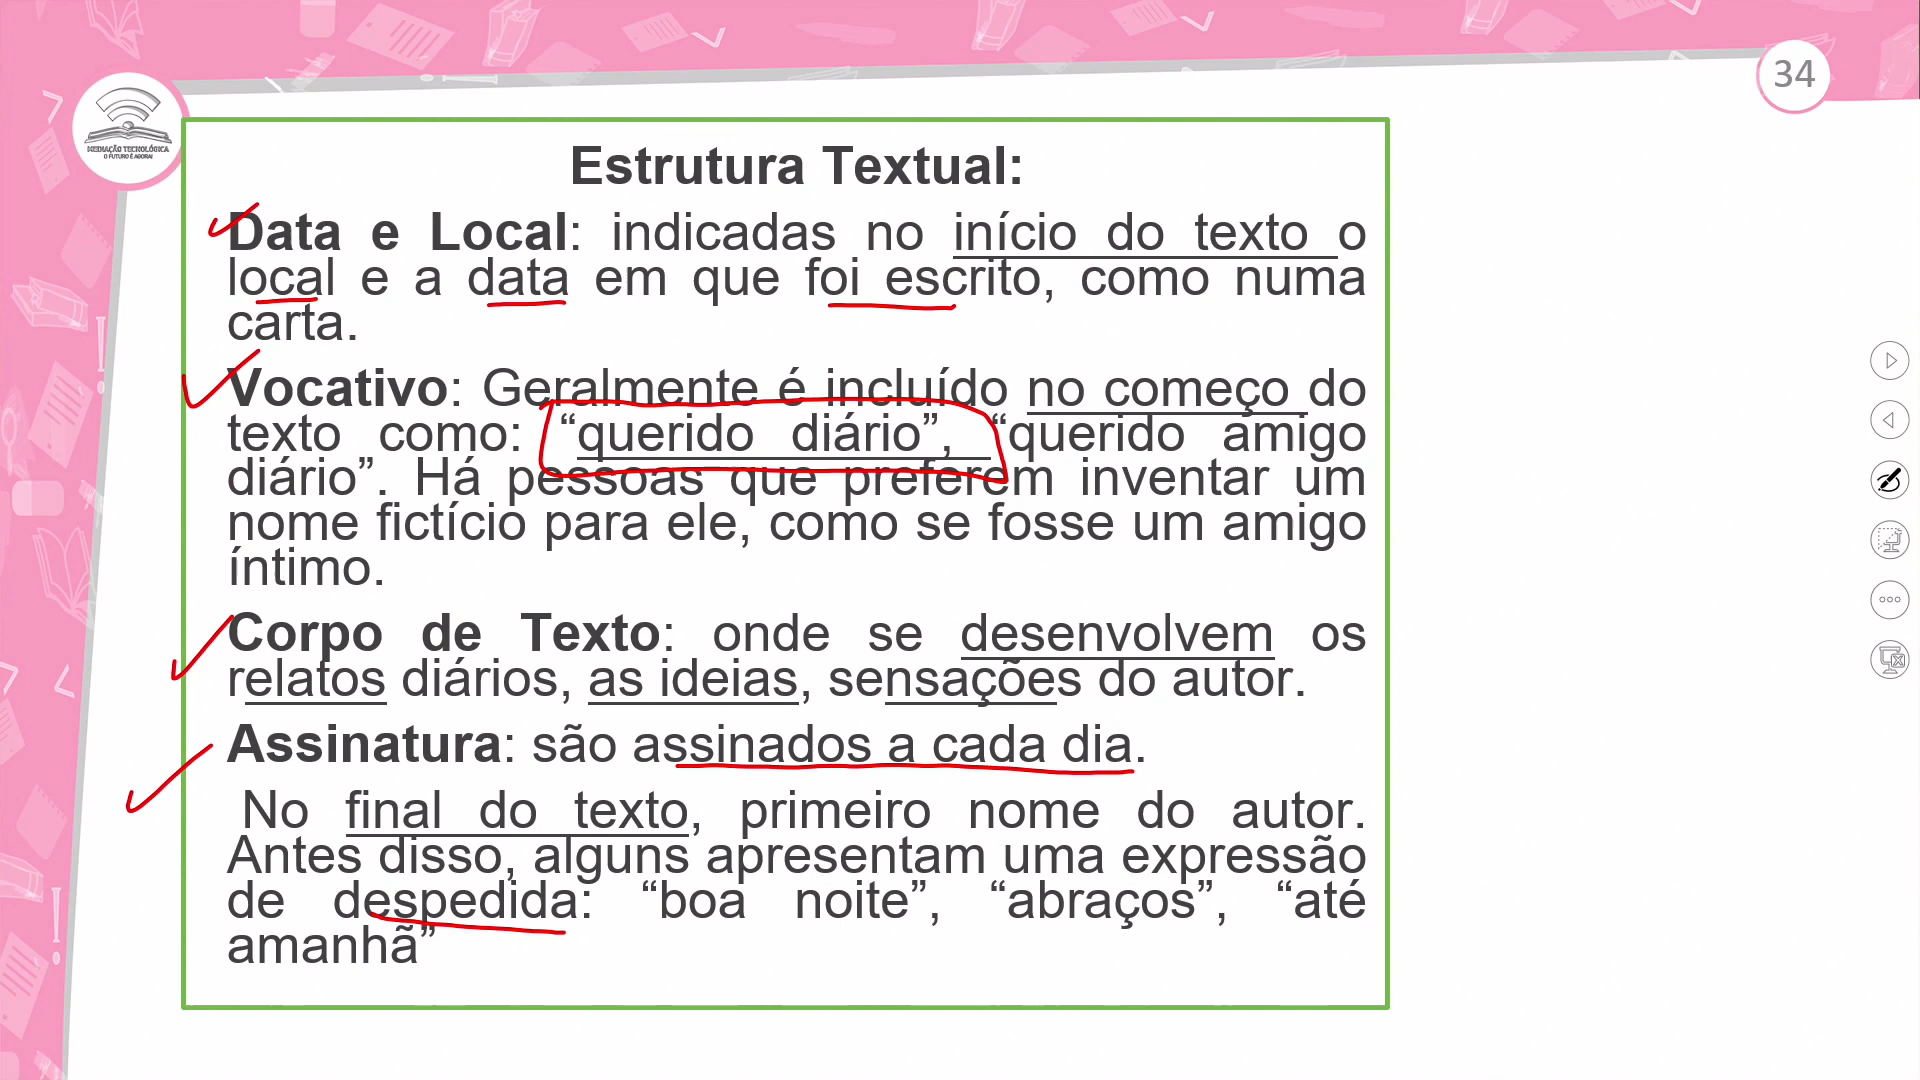 34
MEDIAÇÃO TECNOLÓGICA
O FUTURO É AGORA!
Estrutura Textual:
Data e Local: indicadas no início do texto o
local e a data em que foi escrito, como numa
carta.
Vocativo: Geralmente é incluído no começo do
texto como: “querido diário”, “querido amigo
diário”. Há pessoas que preferem inventar um
nome fictício para ele, como se fosse um amigo
íntimo.
Corpo de Texto: onde se desenvolvem os
relatos diários, as ideias, sensações do autor.
Assinatura: são assinados a cada dia.
No final do texto, primeiro nome do autor.
Antes disso, alguns apresentam uma expressão
de despedida: “boa noite”, “abraços”, “até
amanhã”